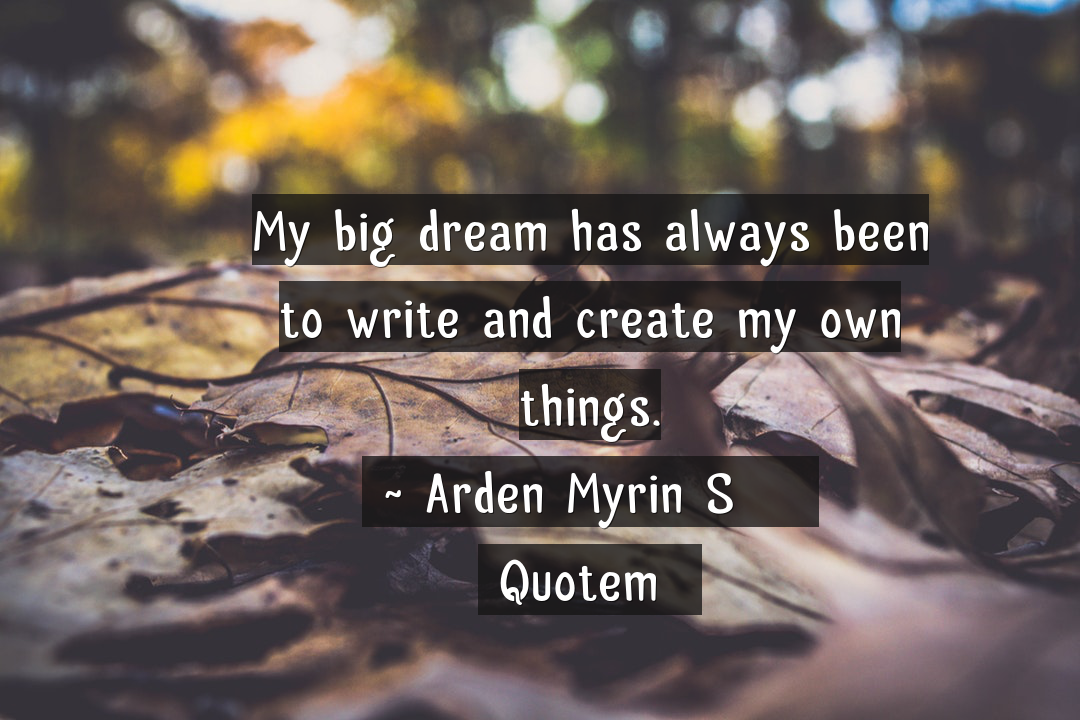 My big dream has always been
to write and create my own
things.
~ Arden Myrin S
Quotem